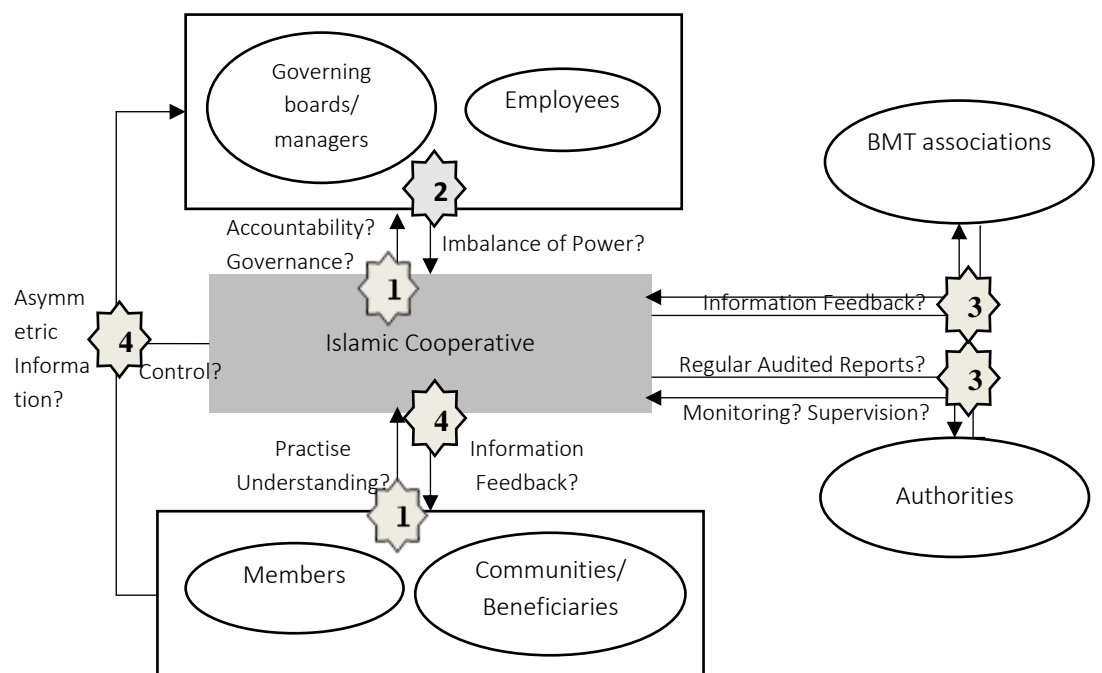 Governing
boards/
managers
Employees
BMT associations
2
Accountability?
Governance?
Imbalance of Power?
1
Asymm
etric
Informa
tion?
4
Control?
Islamic Cooperative
Information Feedback?
3
Regular Audited Reports?
3
Monitoring? Supervision?
4
Practise
Understanding?
Information
Feedback?
1
Authorities
Members
Communities/
Beneficiaries